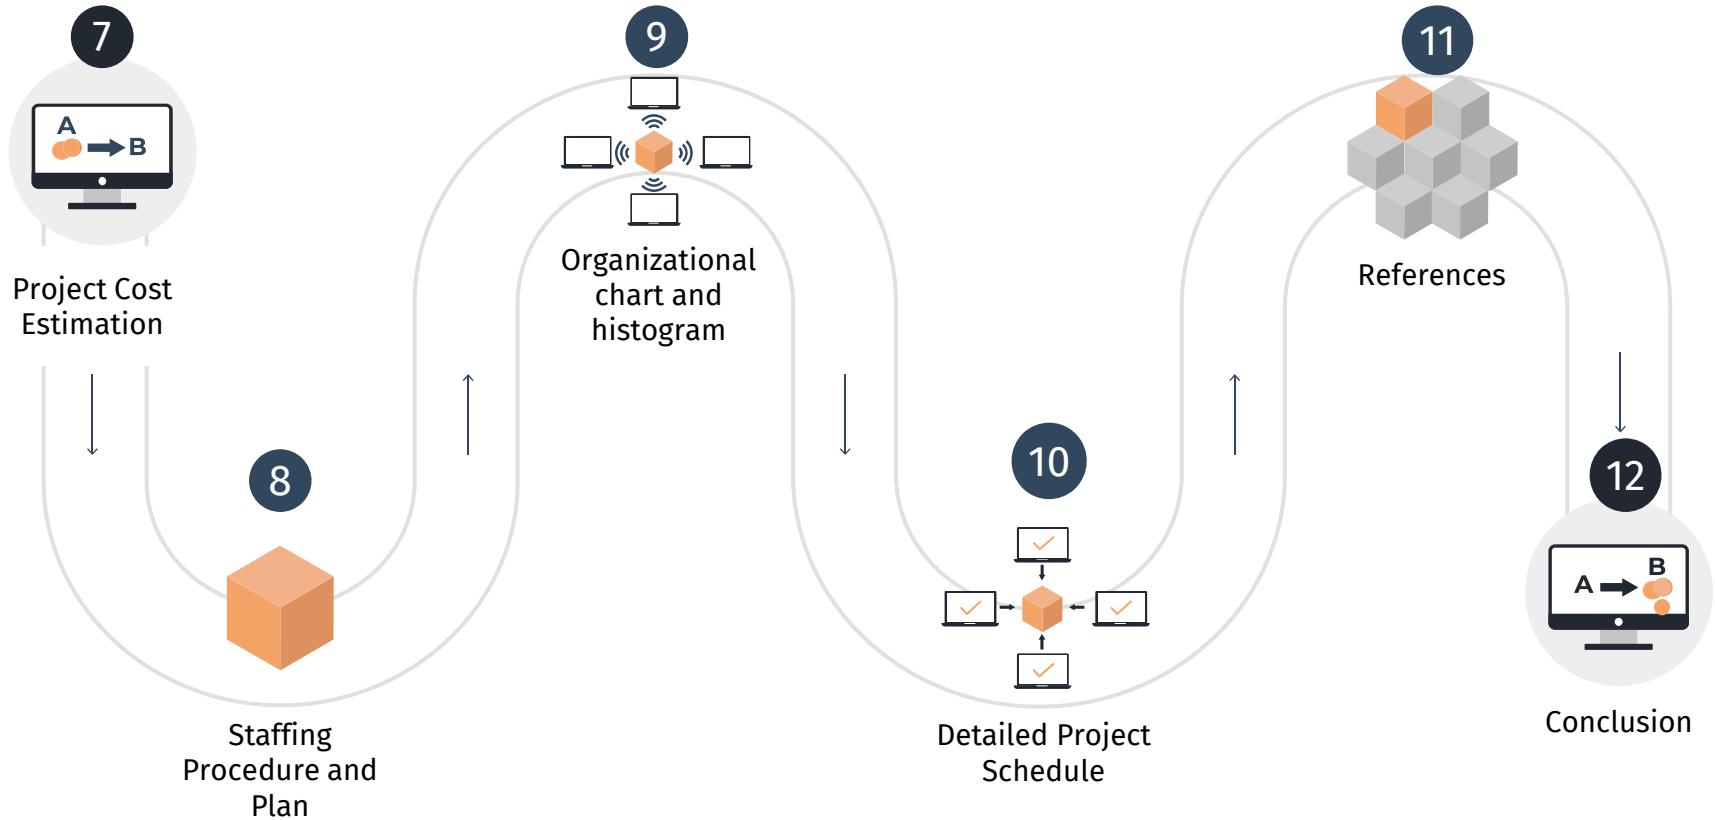 7
A
B
Project Cost
Estimation
8
Staffing
Procedure and
Plan
9
Organizational
chart and
histogram
10
Detailed Project
Schedule
11
References
12
A
B
Conclusion